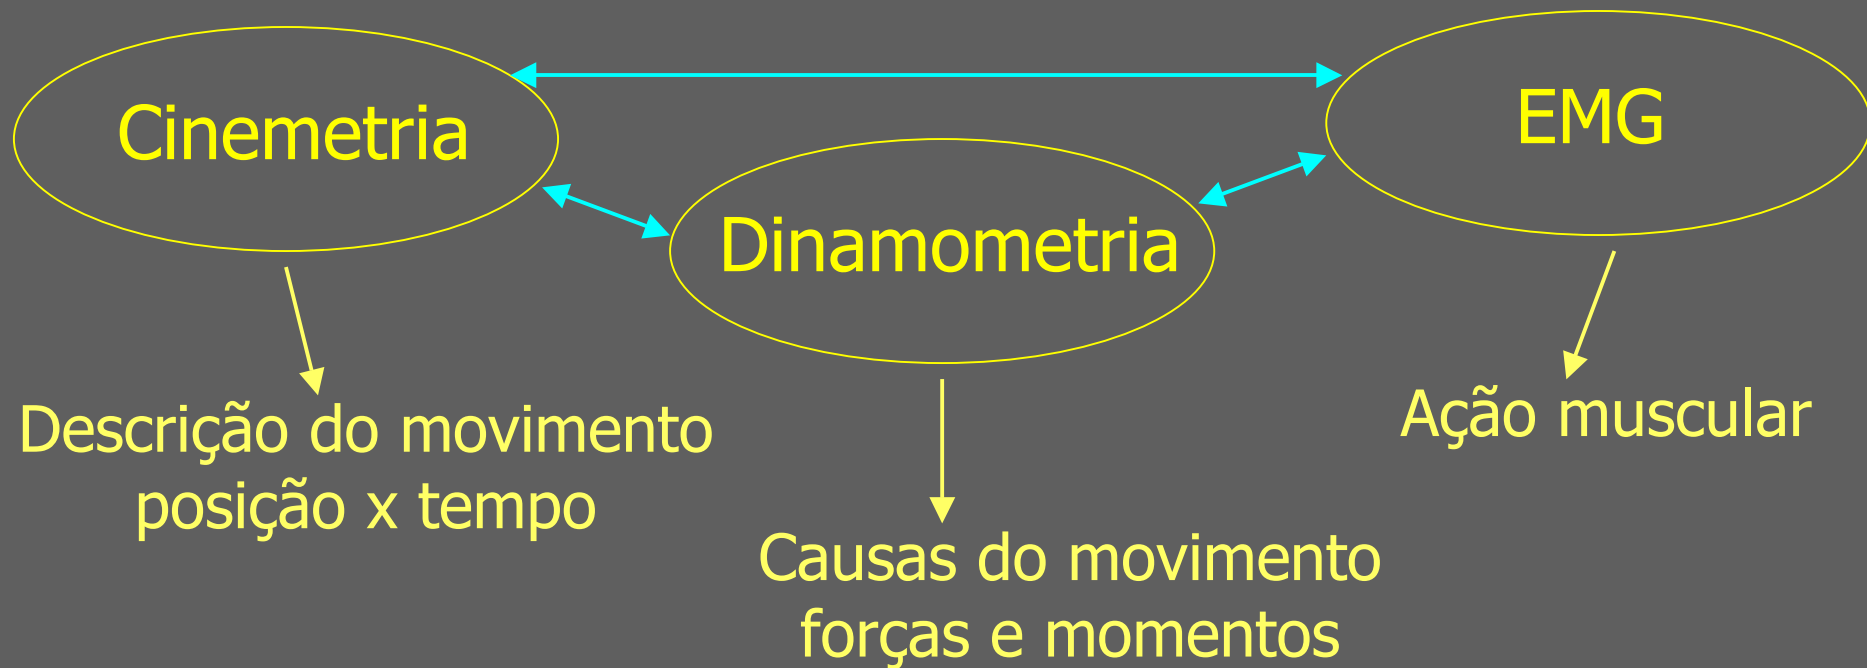 Cinemetria
EMG
Dinamometria
Descrição do movimento
posição x tempo
Ação muscular
Causas do movimento
forças e momentos